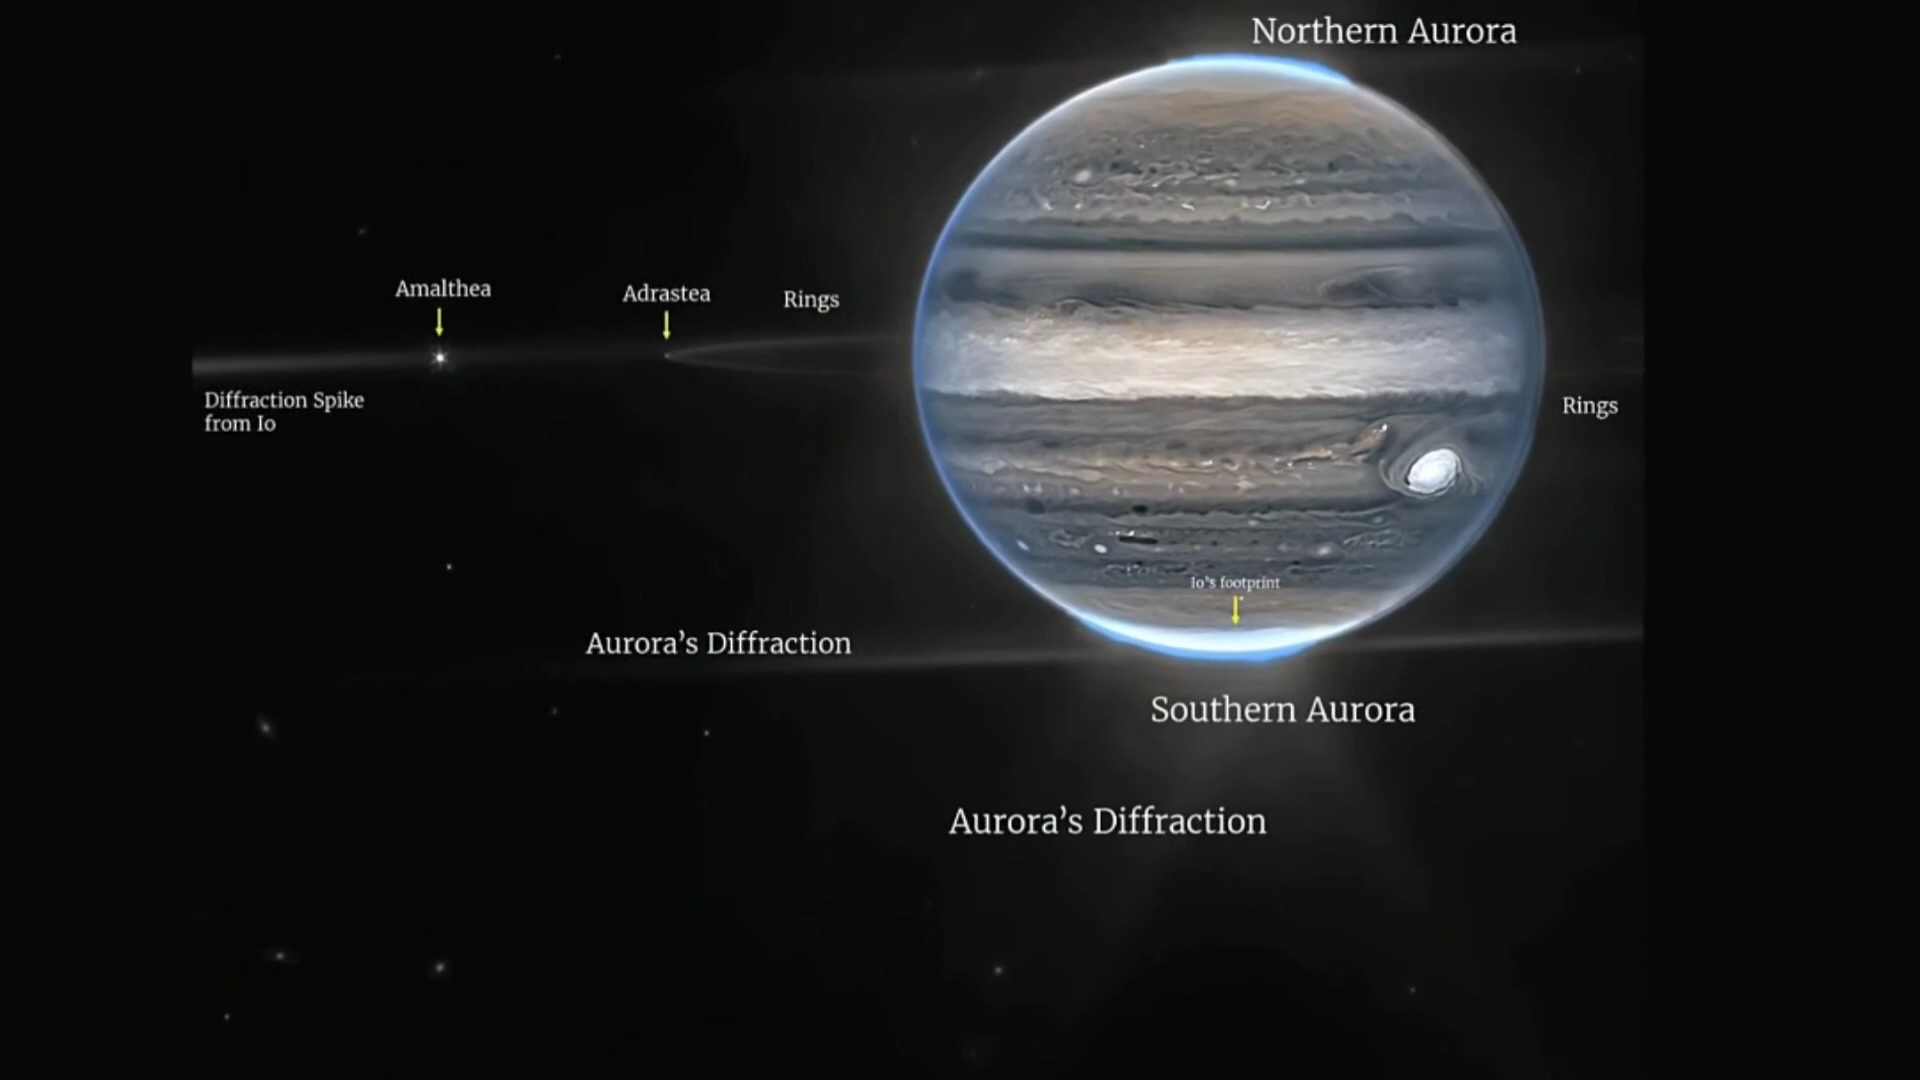 Northern Aurora
Amalthea
Adrastea
Rings
Diffraction Spike
from Io
Rings
Io's footprint
Aurora’s Diffraction
Southern Aurora
Aurora’s Diffraction